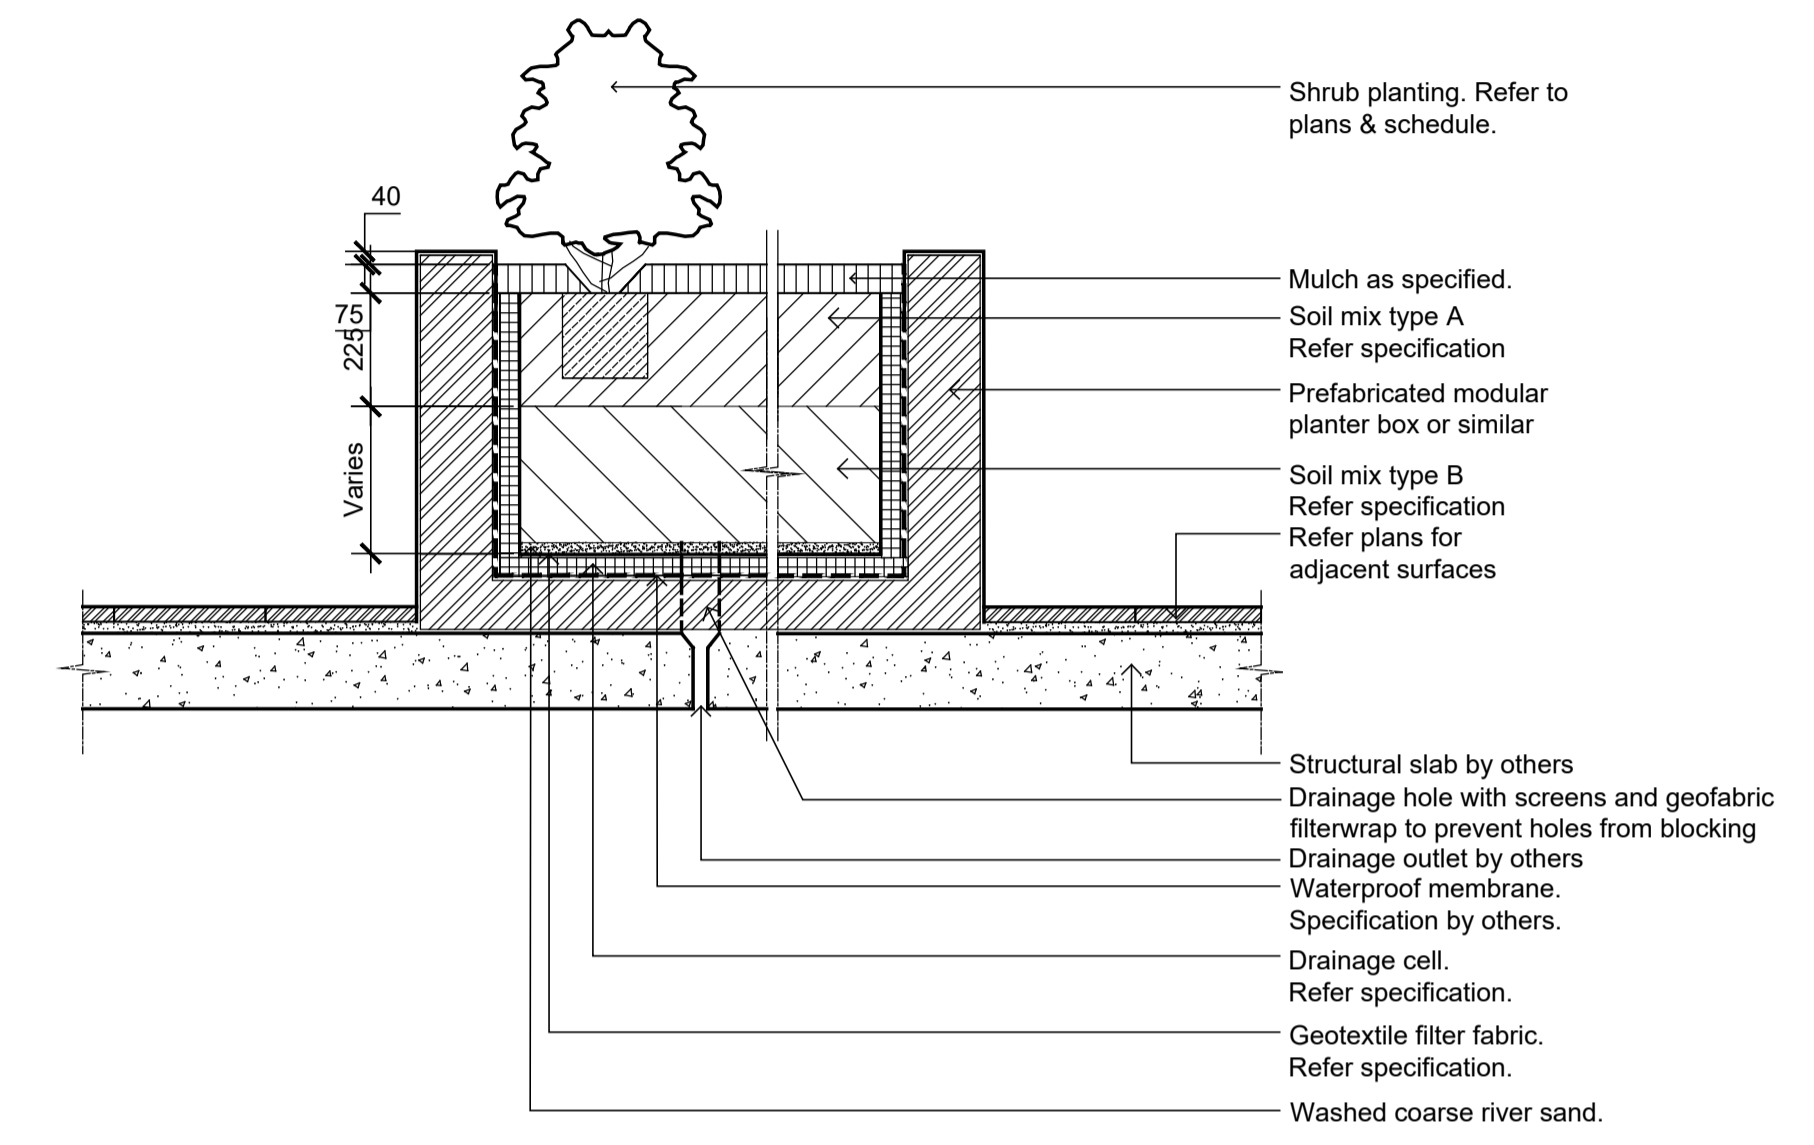 Shrub planting. Refer to
plans & schedule.
40
Mulch as specified.
75
225
Soil mix type A
Refer specification
Prefabricated modular
planter box or similar
Varies
Soil mix type B
Refer specification
Refer plans for
adjacent surfaces
Structural slab by others
Drainage hole with screens and geofabric
filterwrap to prevent holes from blocking
Drainage outlet by others
Waterproof membrane.
Specification by others.
Drainage cell.
Refer specification.
Geotextile filter fabric.
Refer specification.
Washed coarse river sand.